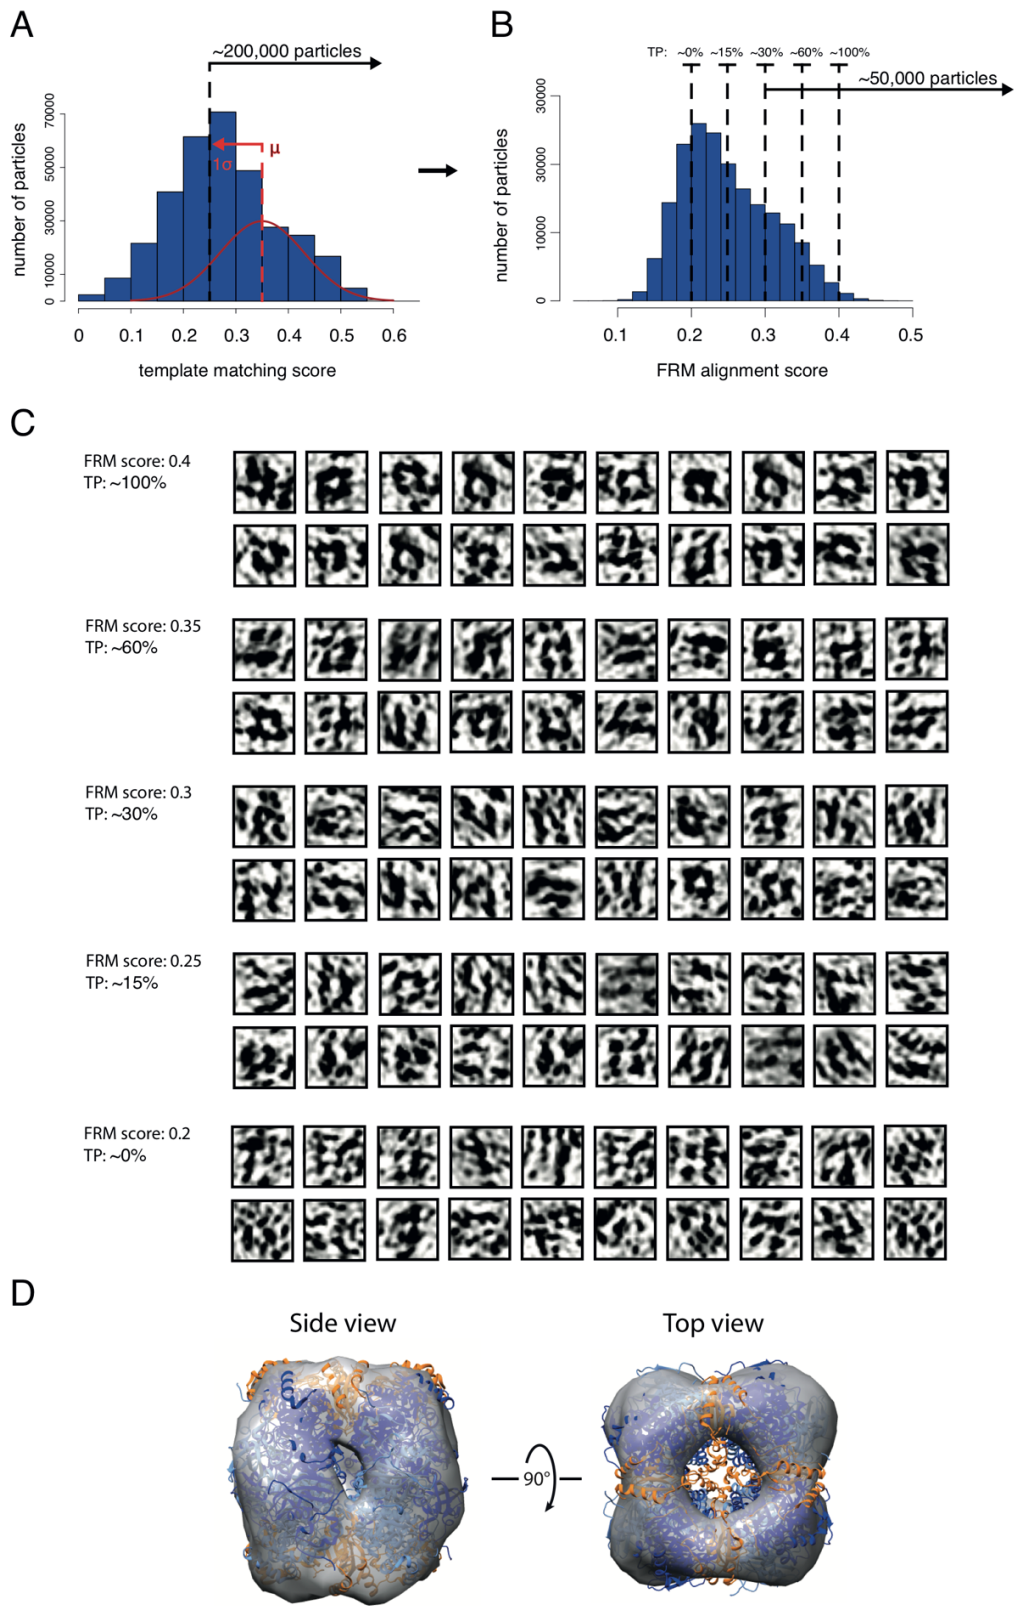 A
~200,000 particles
number of particles
70000
50000
30000
10000
0
μ
1σ
0 0.1 0.2 0.3 0.4 0.5 0.6
template matching score
B
TP: ~0% ~15% ~30% ~60% ~100%
~50,000 particles
number of particles
30000
30000
1000
0
0.1 0.2 0.3 0.4 0.5
FRM alignment score
C
FRM score: 0.4
TP: ~100%
FRM score: 0.35
TP: ~60%
FRM score: 0.3
TP: ~30%
FRM score: 0.25
TP: ~15%
FRM score: 0.2
TP: ~0%
D
Side view
Top view
90°